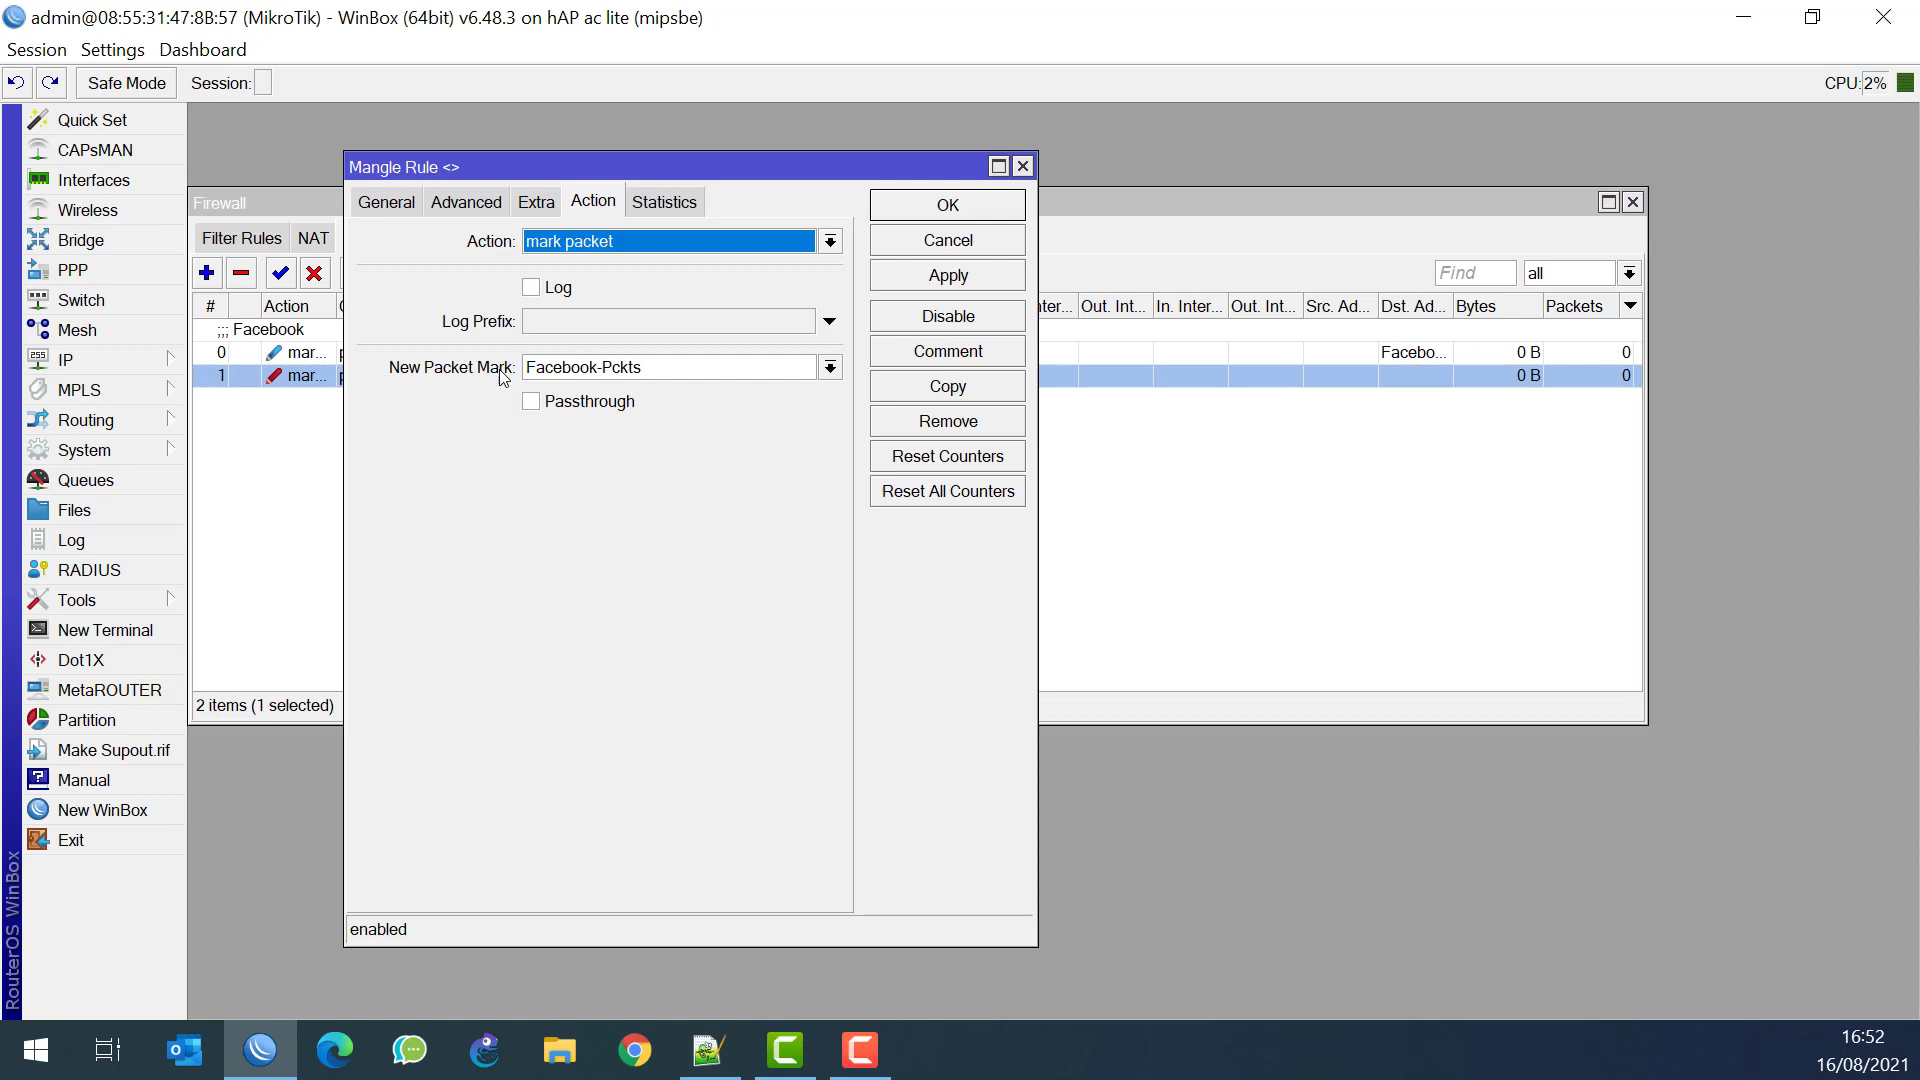 admin@08:55:31:47:8B:57 (MikroTik) - WinBox (64bit) v6.48.3 on hAP ac lite (mipsbe)
Session Settings Dashboard
Safe Mode Session: CPU: 2%
Quick Set
CAPsMAN
Interfaces
Wireless
Bridge
PPP
Switch
Mesh
IP
MPLS
Routing
System
Queues
Files
Log
RADIUS
Tools
New Terminal
Dot1X
MetaROUTER
Partition
Make Supout.rif
Manual
New WinBox
Exit
RouterOS WinBox
Firewall
Filter Rules NAT
Find all
# Action Out. Int... In. Inter... Out. Int... Src. Ad... Dst. Ad... Bytes Packets
;;; Facebook
0 mar... Facebo... 0 B 0
1 mar... 0 B 0
2 items (1 selected)
Mangle Rule <>
General Advanced Extra Action Statistics
Action: mark packet
Log
Log Prefix:
New Packet Mark: Facebook-Pckts
Passthrough
OK
Cancel
Apply
Disable
Comment
Copy
Remove
Reset Counters
Reset All Counters
enabled
16:52
16/08/2021